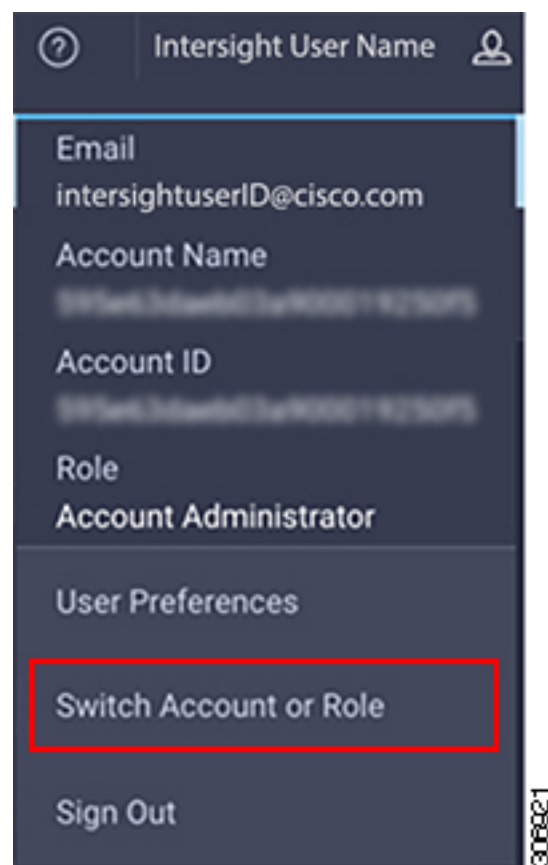 Intersight User Name
Email
intersightuserID@cisco.com
Account Name
Account ID
Role
Account Administrator
User Preferences
Switch Account or Role
Sign Out
306921